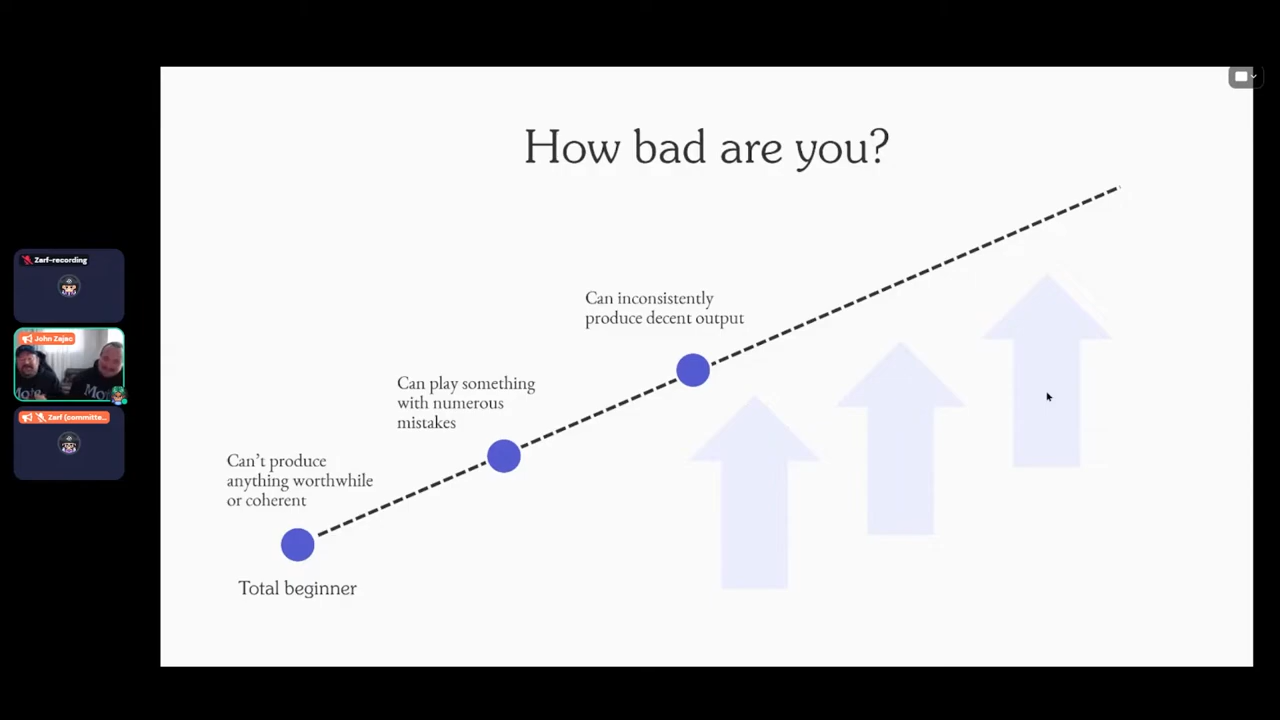 How bad are you?
Can inconsistently
produce decent output
Can play something
with numerous
mistakes
Can't produce
anything worthwhile
or coherent
Total beginner
Zarf-recording
John Zajac
Zarf (committe...